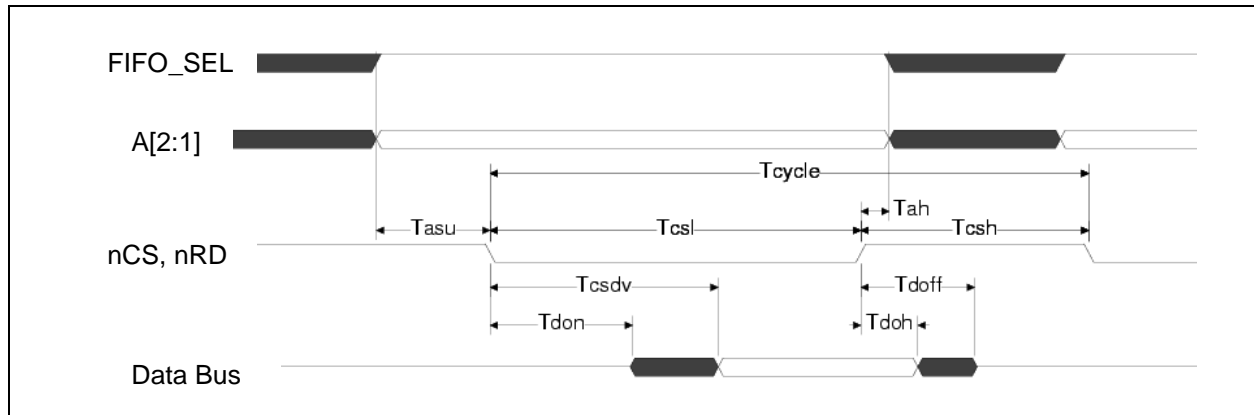 FIFO_SEL
A[2:1]
Tcycle
Tah
Tasu
Tcsl
Tcsh
nCS, nRD
Tcsdv
Tdoff
Tdon
Tdoh
Data Bus